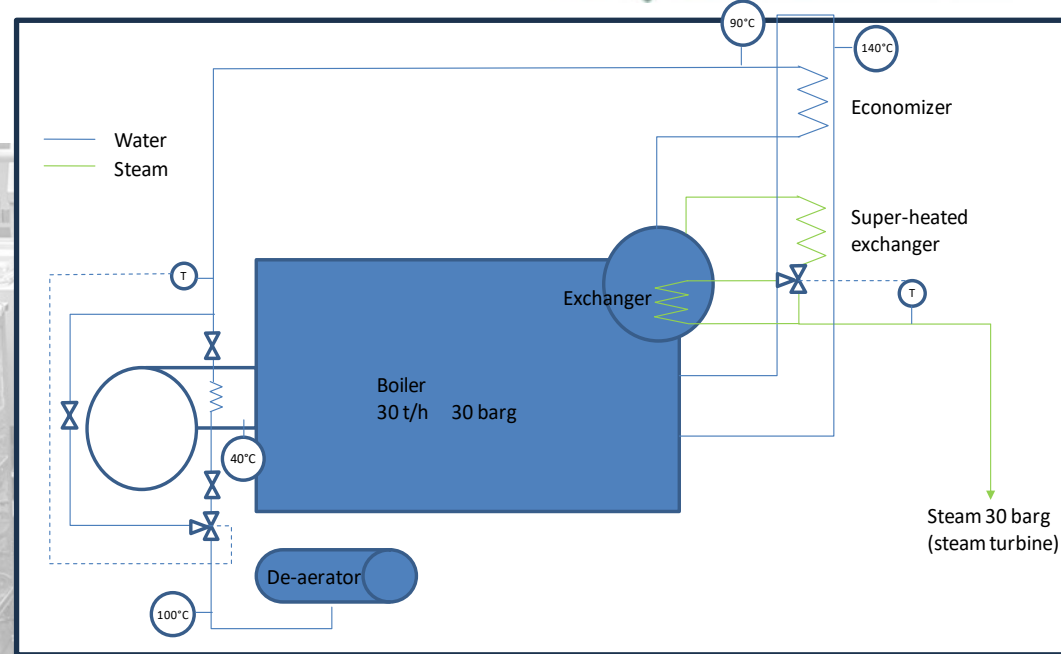 90°C
140°C
Economizer
Water
Steam
Super-heated
exchanger
T
T
Exchanger
Boiler
30 t/h 30 barg
40°C
Steam 30 barg
(steam turbine)
De-aerator
100°C